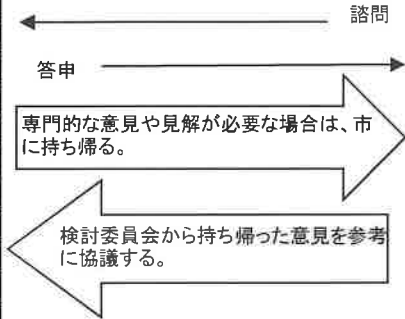 諮問
答申
専門的な意見や見解が必要な場合は、市
に持ち帰る。
検討委員会から持ち帰った意見を参考
に協議する。